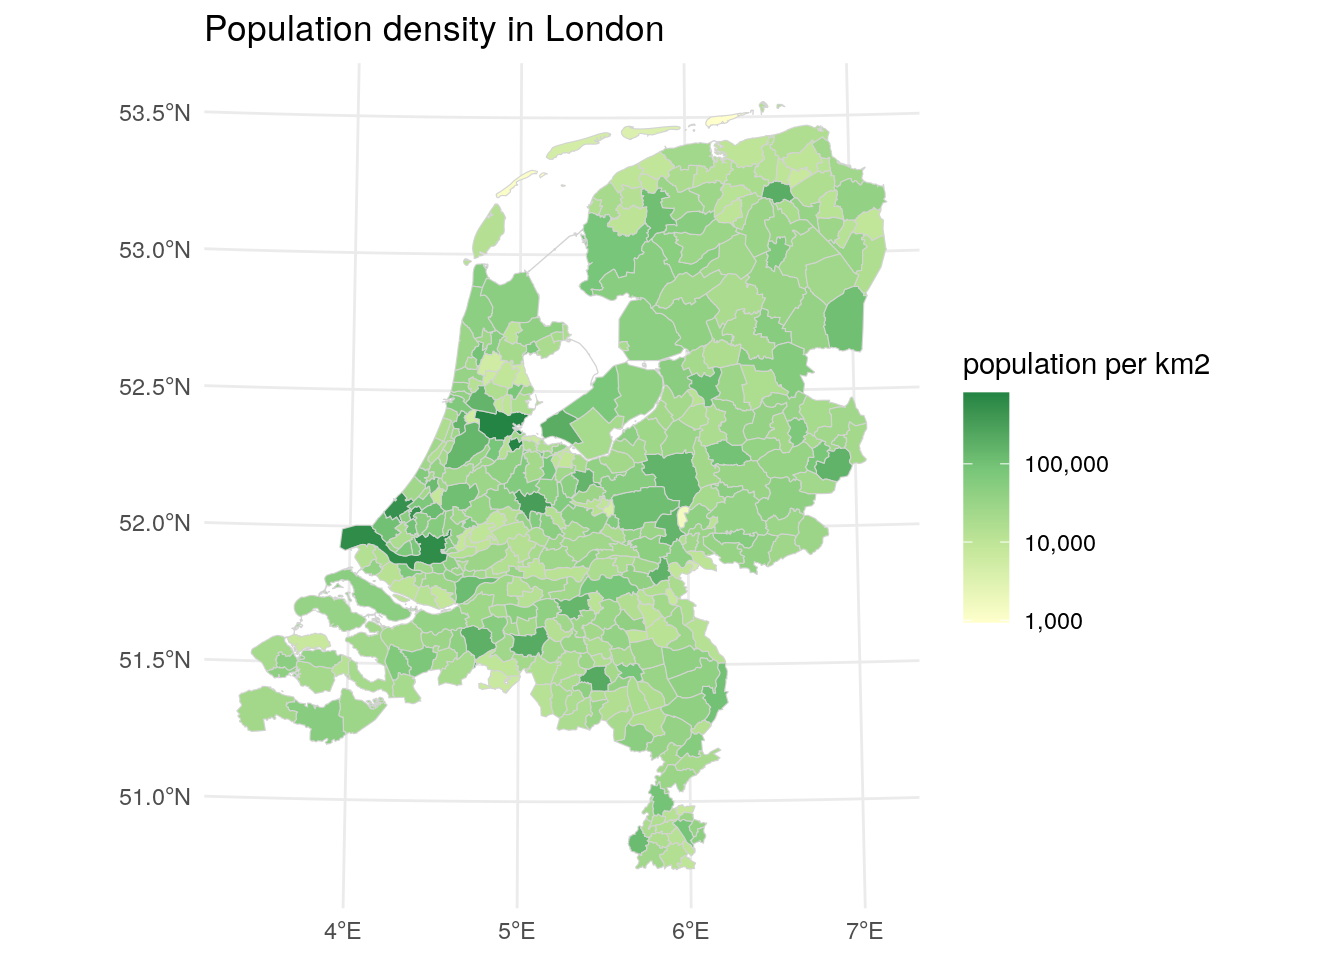 Population density in London
53.5°N
53.0°N
52.5°N
52.0°N
51.5°N
51.0°N
4°E
5°E
6°E
7°E
population per km2
100,000
10,000
1,000